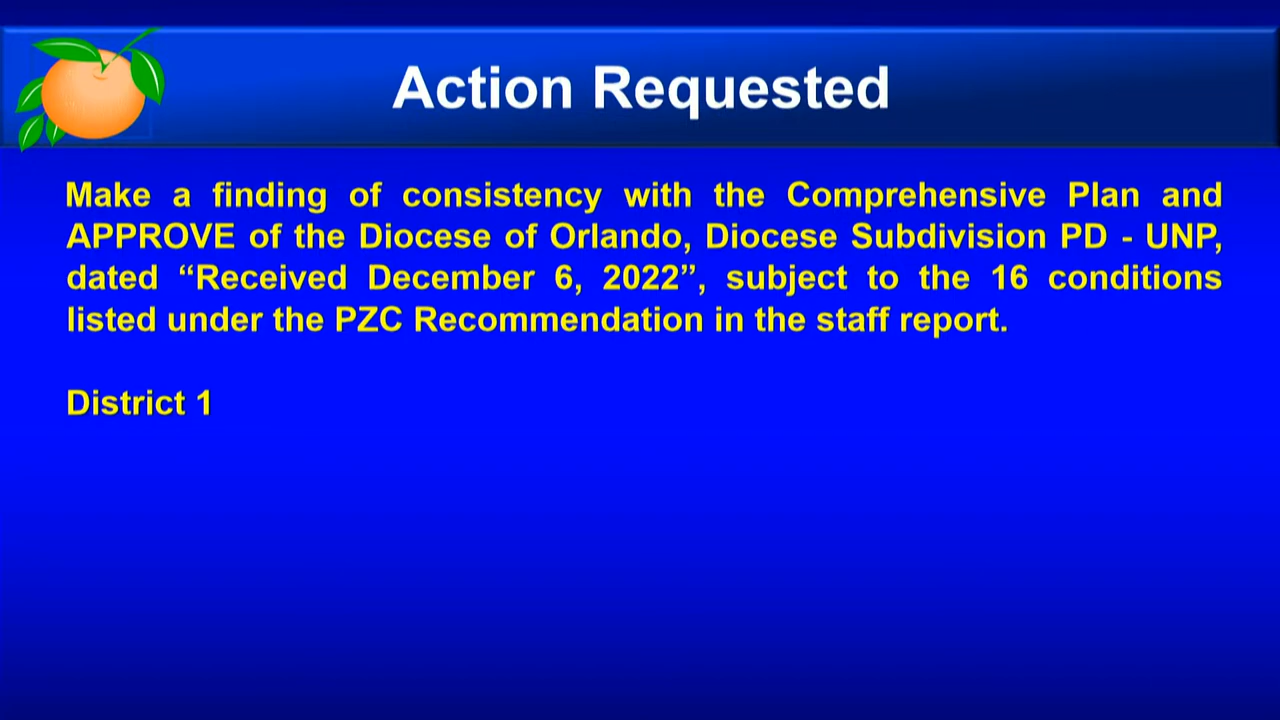 Action Requested
Make a finding of consistency with the Comprehensive Plan and
APPROVE of the Diocese of Orlando, Diocese Subdivision PD - UNP,
dated “Received December 6, 2022”, subject to the 16 conditions
listed under the PZC Recommendation in the staff report.
District 1